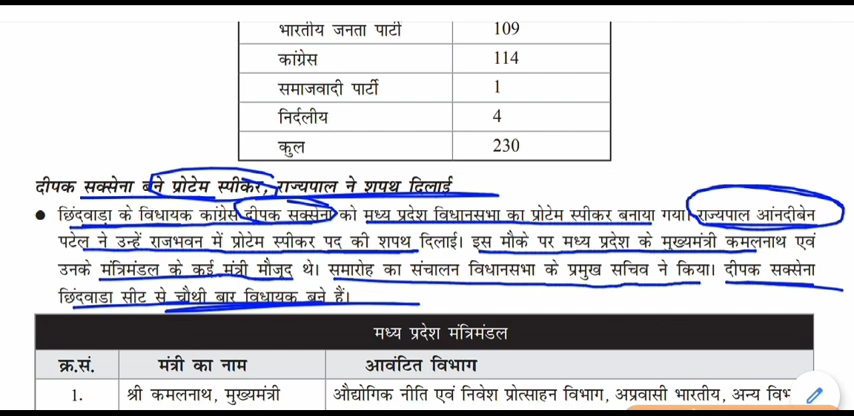 भारतीय जनता पार्टी 109
कांग्रेस 114
समाजवादी पार्टी 1
निर्दलीय 4
कुल 230
दीपक सक्सेना बने प्रोटेम स्पीकर, राज्यपाल ने शपथ दिलाई
● छिंदवाडा के विधायक कांग्रेस दीपक सक्सेना को मध्य प्रदेश विधानसभा का प्रोटेम स्पीकर बनाया गया। राज्यपाल आंनदीबेन
पटेल ने उन्हें राजभवन में प्रोटेम स्पीकर पद की शपथ दिलाई। इस मौके पर मध्य प्रदेश के मुख्यमंत्री कमलनाथ एवं
उनके मंत्रिमंडल के कई मंत्री मौजूद थे। समारोह का संचालन विधानसभा के प्रमुख सचिव ने किया। दीपक सक्सेना
छिंदवाडा सीट से चौथी बार विधायक बने हैं।
मध्य प्रदेश मंत्रिमंडल
क्र.सं. मंत्री का नाम आवंटित विभाग
1. श्री कमलनाथ, मुख्यमंत्री औद्योगिक नीति एवं निवेश प्रोत्साहन विभाग, अप्रवासी भारतीय, अन्य